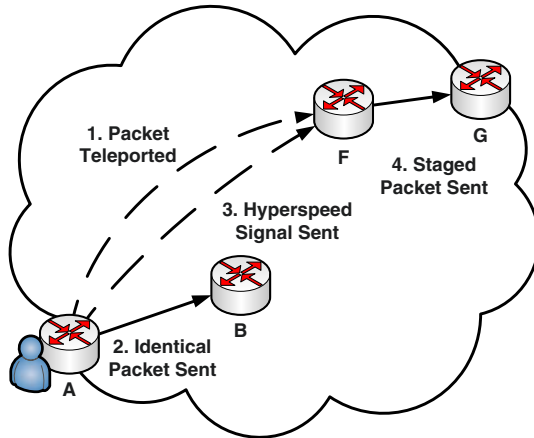 1. Packet
Teleported
F
G
4. Staged
Packet Sent
3. Hyperspeed
Signal Sent
B
2. Identical
Packet Sent
A